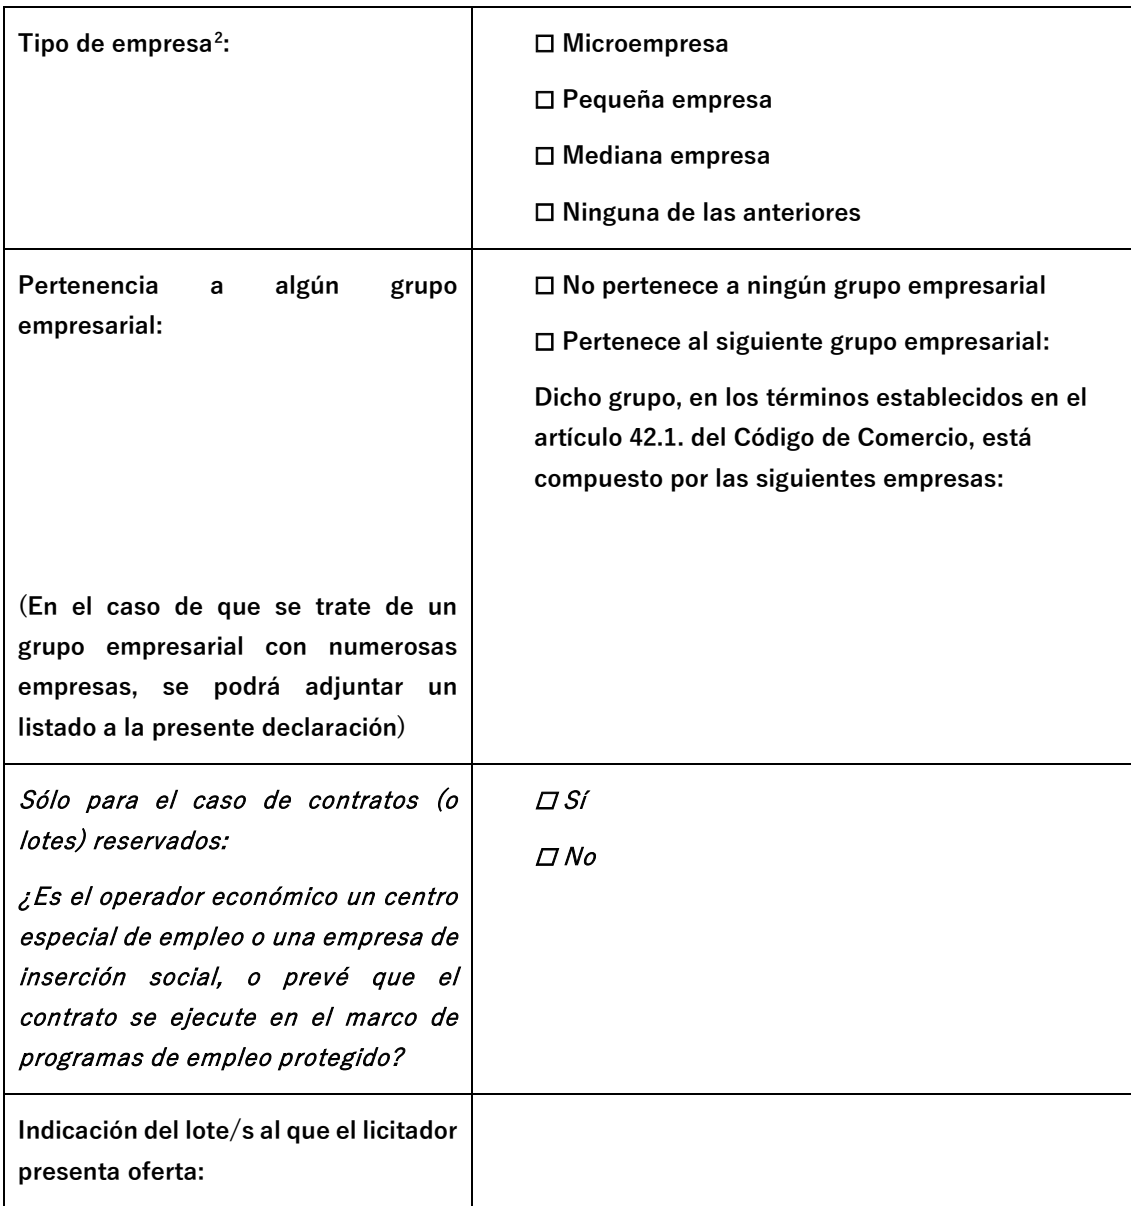 Tipo de empresa²:
☐ Microempresa
☐ Pequeña empresa
☐ Mediana empresa
☐ Ninguna de las anteriores
Pertenencia a algún grupo
empresarial:
(En el caso de que se trate de un
grupo empresarial con numerosas
empresas, se podrá adjuntar un
listado a la presente declaración)
☐ No pertenece a ningún grupo empresarial
☐ Pertenece al siguiente grupo empresarial:
Dicho grupo, en los términos establecidos en el
artículo 42.1. del Código de Comercio, está
compuesto por las siguientes empresas:
Sólo para el caso de contratos (o
lotes) reservados:
¿Es el operador económico un centro
especial de empleo o una empresa de
inserción social, o prevé que el
contrato se ejecute en el marco de
programas de empleo protegido?
☐ Sí
☐ No
Indicación del lote/s al que el licitador
presenta oferta: